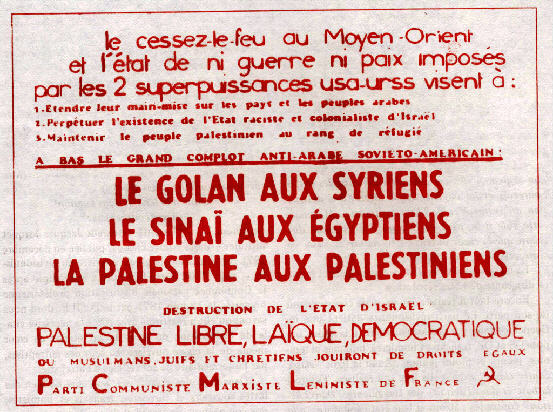 le cessez-le-feu au Moyen-Orient
et l'état de ni guerre ni paix imposés
par les 2 superpuissances usa-urss visent à :
1.Etendre leur main-mise sur les pays et les peuples arabes
2.Perpétuer l'existence de l'Etat raciste et colonialiste d'Israël
3.Maintenir le peuple palestinien au rang de réfugié
A BAS LE GRAND COMPLOT ANTI-ARABE SOVIETO-AMERICAIN :
LE GOLAN AUX SYRIENS
LE SINAÏ AUX ÉGYPTIENS
LA PALESTINE AUX PALESTINIENS
DESTRUCTION DE L'ETAT D'ISRAËL
PALESTINE LIBRE, LAÏQUE, DEMOCRATIQUE
OU MUSULMANS, JUIFS ET CHRETIENS JOUIRONT DE DROITS EGAUX
PARTI COMMUNISTE MARXISTE LENINISTE DE FRANCE